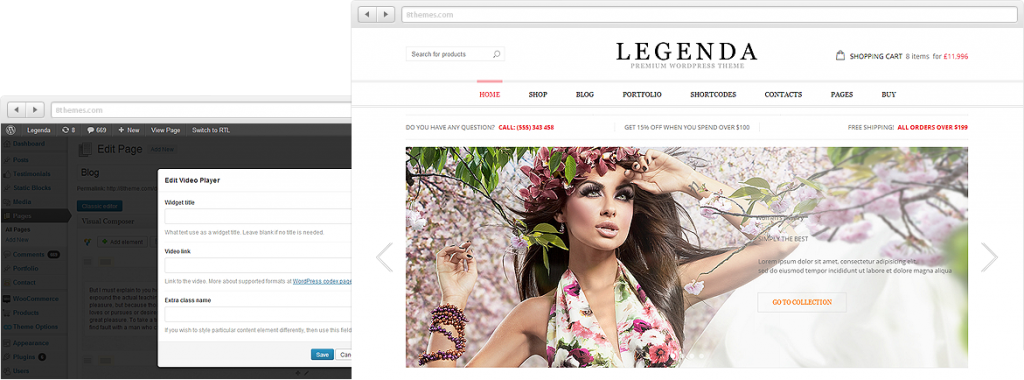 8themes.com
Search for products
LEGENDA
PREMIUM WORDPRESS THEME
SHOPPING CART 8 items for £11,996
HOME SHOP BLOG PORTFOLIO SHORTCODES CONTACTS PAGES BUY
DO YOU HAVE ANY QUESTION? CALL: (555) 343 458
GET 15% OFF WHEN YOU SPEND OVER $100
FREE SHIPPING! ALL ORDERS OVER $199
SIMPLY THE BEST
Lorem ipsum dolor sit amet, consectetur adipisicing elit,
sed do eiusmod tempor incididunt ut labore et dolore magna aliqua
GO TO COLLECTION
8themes.com
Legenda 8 669 + New View Page Switch to RTL
Dashboard
Posts
Testimonials
Static Blocks
Media
Pages
All Pages
Add New
Comments
Portfolio
Contact
WooCommerce
Products
Theme Options
Appearance
Plugins
Users
Edit Page Add New
Blog
Visual Composer
Add element
Edit Video Player
Widget title
What text use as a widget title. Leave blank if no title is needed.
Video link
Link to the video. More about supported formats at WordPress codex page
Extra class name
If you wish to style particular content element differently, then use this field
Save Can